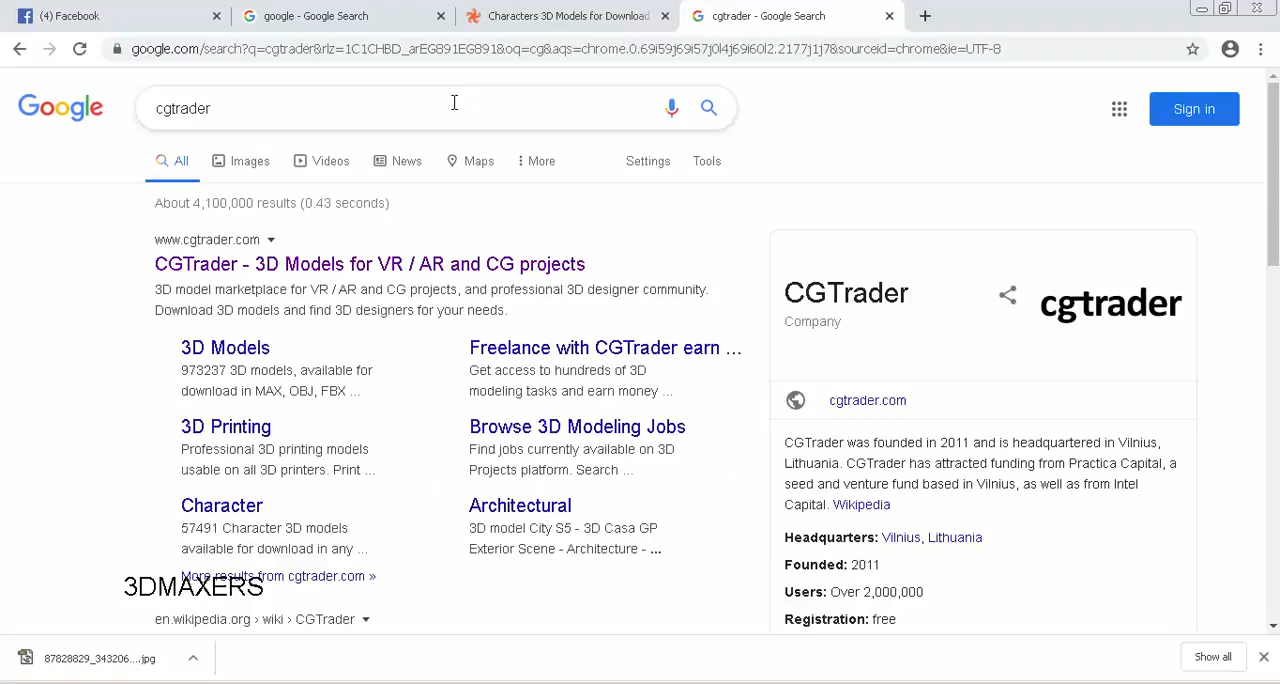 (4) Facebook
google - Google Search
Characters 3D Models for Download
cgtrader - Google Search
google.com/search?q=cgtrader&rlz=1C1CHBD_arEG891EG891&oq=cg&aqs=chrome.0.69i59j69i57j0l4j69i60l2.2177j1j7&sourceid=chrome&ie=UTF-8
Google
cgtrader
Sign in
All
Images
Videos
News
Maps
More
Settings
Tools
About 4,100,000 results (0.43 seconds)
www.cgtrader.com
CGTrader - 3D Models for VR / AR and CG projects
3D model marketplace for VR / AR and CG projects, and professional 3D designer community.
Download 3D models and find 3D designers for your needs.
3D Models
973237 3D models, available for
download in MAX, OBJ, FBX ...
Freelance with CGTrader earn ...
Get access to hundreds of 3D
modeling tasks and earn money ...
3D Printing
Professional 3D printing models
usable on all 3D printers. Print ...
Browse 3D Modeling Jobs
Find jobs currently available on 3D
Projects platform. Search ...
Character
57491 Character 3D models
available for download in any ...
Architectural
3D model City S5 - 3D Casa GP
Exterior Scene - Architecture - ...
More results from cgtrader.com »
3DMAXERS
en.wikipedia.org › wiki › CGTrader
CGTrader
Company
cgtrader
cgtrader.com
CGTrader was founded in 2011 and is headquartered in Vilnius,
Lithuania. CGTrader has attracted funding from Practica Capital, a
seed and venture fund based in Vilnius, as well as from Intel
Capital. Wikipedia
Headquarters: Vilnius, Lithuania
Founded: 2011
Users: Over 2,000,000
Registration: free
87828829_343206....jpg
Show all